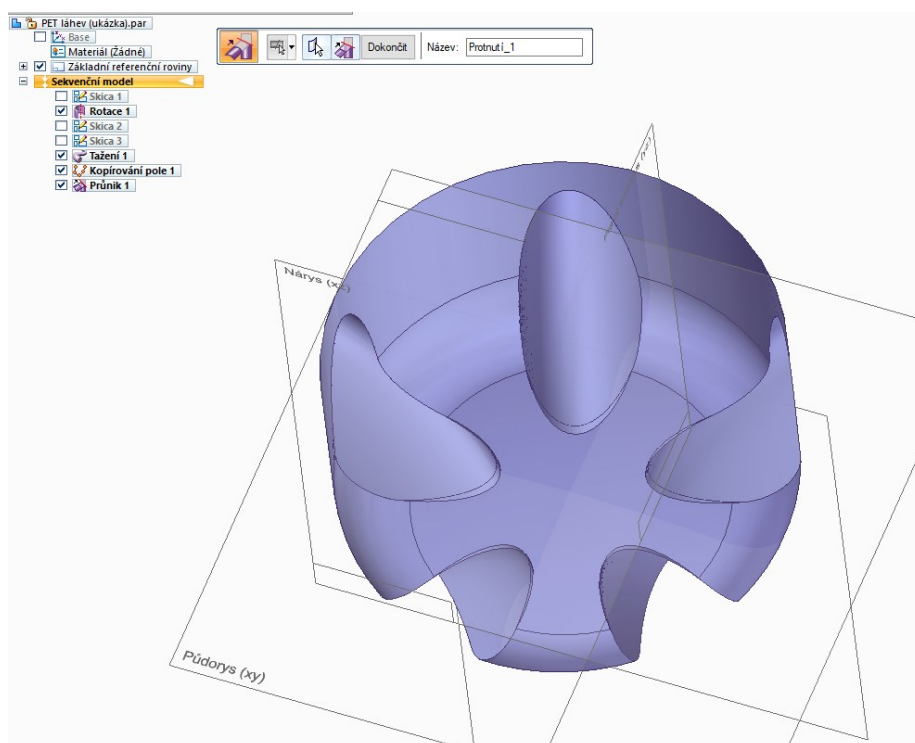 PET láhev (ukázka).par
Base
Materiál (Žádné)
Základní referenční roviny
Sekvenční model
Skica 1
Rotace 1
Skica 2
Skica 3
Tažení 1
Kopírování pole 1
Průnik 1
Dokončit
Název:
Protnutí_1
Nárys (xz)
Půdorys (xy)